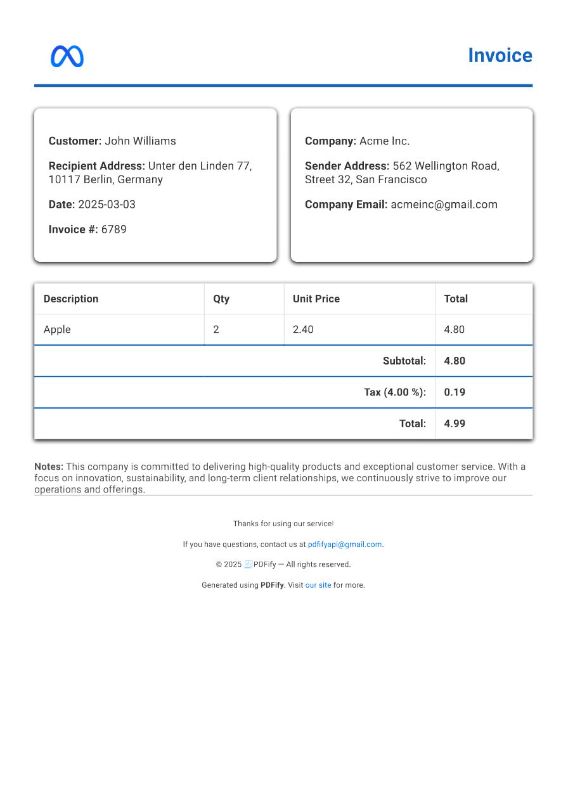 Invoice
Customer: John Williams
Recipient Address: Unter den Linden 77,
10117 Berlin, Germany
Date: 2025-03-03
Invoice #: 6789
Company: Acme Inc.
Sender Address: 562 Wellington Road,
Street 32, San Francisco
Company Email: acmeinc@gmail.com
Description Qty Unit Price Total
Apple 2 2.40 4.80
Subtotal: 4.80
Tax (4.00 %): 0.19
Total: 4.99
Notes: This company is committed to delivering high-quality products and exceptional customer service. With a
focus on innovation, sustainability, and long-term client relationships, we continuously strive to improve our
operations and offerings.
Thanks for using our service!
If you have questions, contact us at pdfifyapi@gmail.com.
© 2025 🧾 PDFify — All rights reserved.
Generated using PDFify. Visit our site for more.